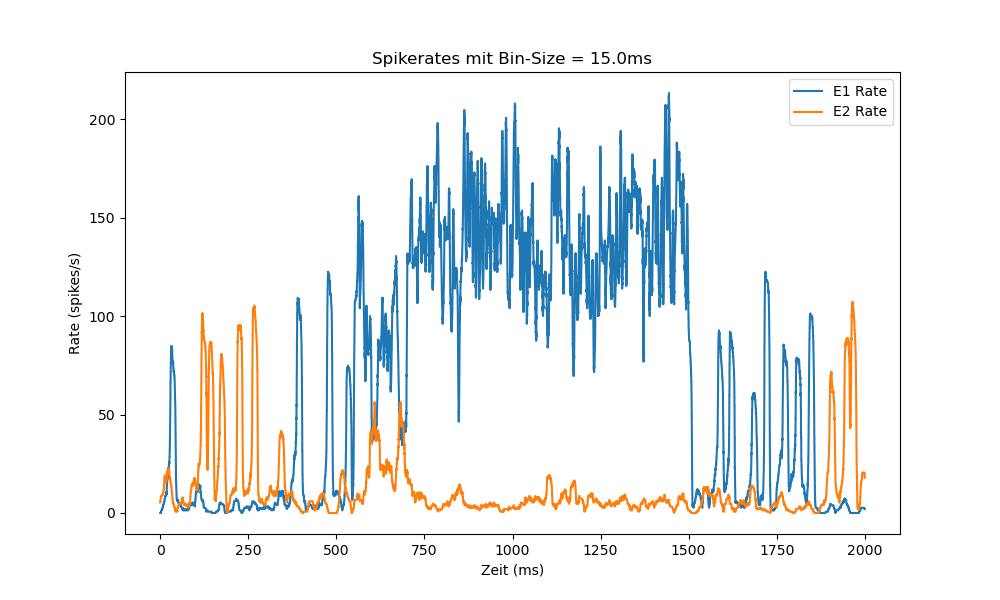 Spikerates mit Bin-Size = 15.0ms
E1 Rate
E2 Rate
Rate (spikes/s)
200
150
100
50
0
0 250 500 750 1000 1250 1500 1750 2000
Zeit (ms)